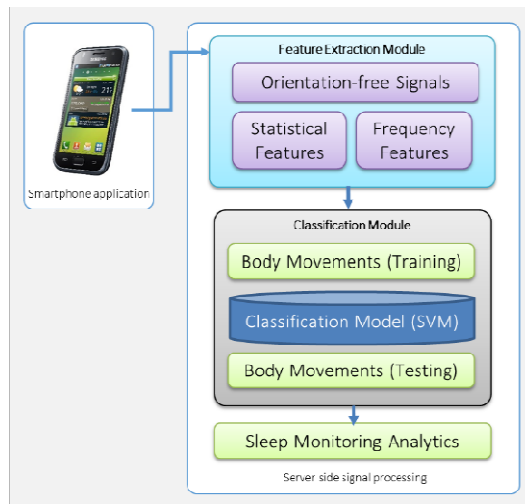 Smartphone application
Feature Extraction Module
Orientation-free Signals
Statistical
Features
Frequency
Features
Classification Module
Body Movements (Training)
Classification Model (SVM)
Body Movements (Testing)
Sleep Monitoring Analytics
Server side signal processing